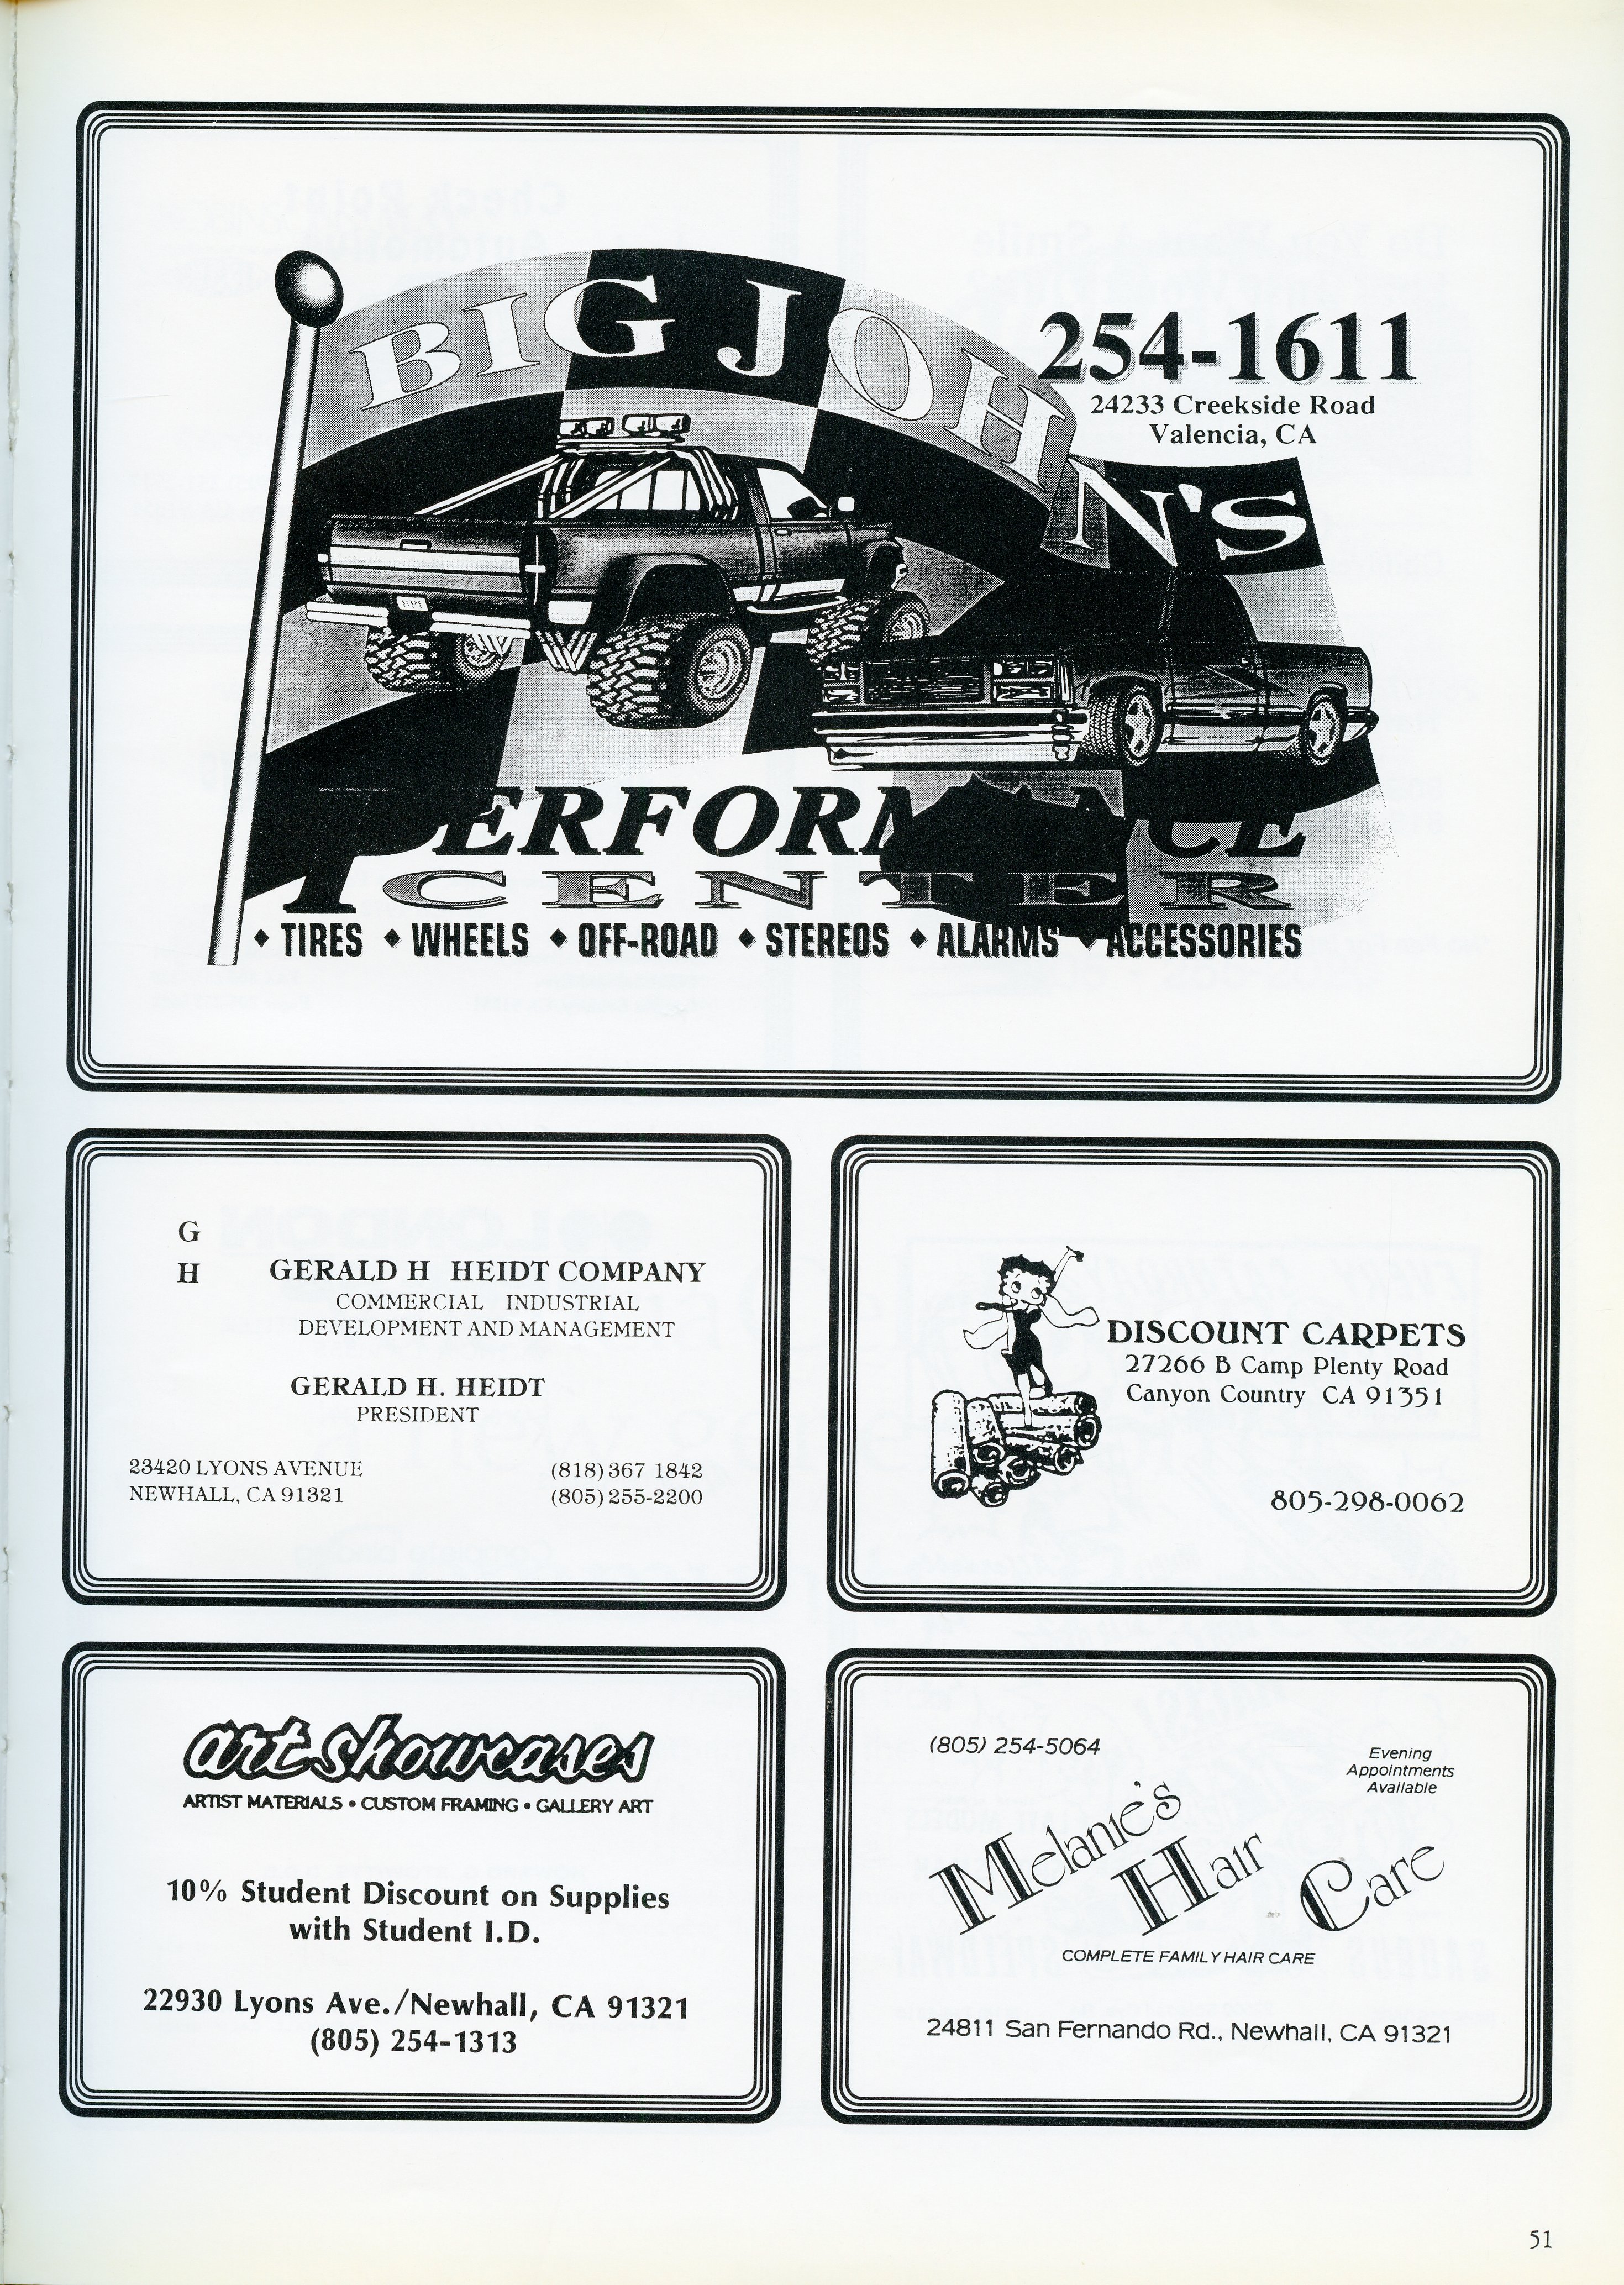 BIG JOHN'S
254-1611
24233 Creekside Road
Valencia, CA
PERFORMANCE
CENTER
♦ TIRES ♦ WHEELS ♦ OFF-ROAD ♦ STEREOS ♦ ALARMS ♦ ACCESSORIES
G
H
GERALD H HEIDT COMPANY
COMMERCIAL INDUSTRIAL
DEVELOPMENT AND MANAGEMENT
GERALD H. HEIDT
PRESIDENT
23420 LYONS AVENUE
NEWHALL, CA 91321
(818) 367 1842
(805) 255-2200
DISCOUNT CARPETS
27266 B Camp Plenty Road
Canyon Country CA 91351
805-298-0062
art showcases
ARTIST MATERIALS • CUSTOM FRAMING • GALLERY ART
10% Student Discount on Supplies
with Student I.D.
22930 Lyons Ave./Newhall, CA 91321
(805) 254-1313
(805) 254-5064
Evening
Appointments
Available
Melanie's
Hair
Care
COMPLETE FAMILY HAIR CARE
24811 San Fernando Rd., Newhall, CA 91321
51